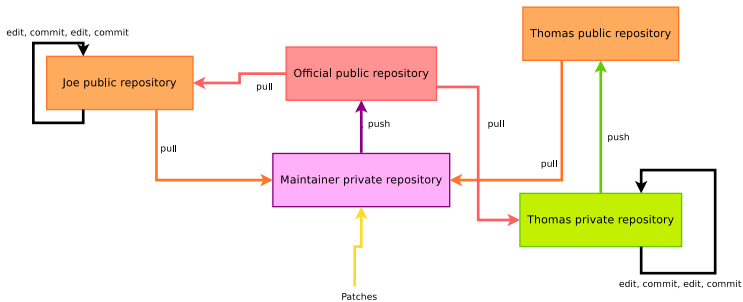 edit, commit, edit, commit
Thomas public repository
Joe public repository
Official public repository
pull
push
pull
pull
pull
push
Maintainer private repository
Thomas private repository
edit, commit, edit, commit
Patches